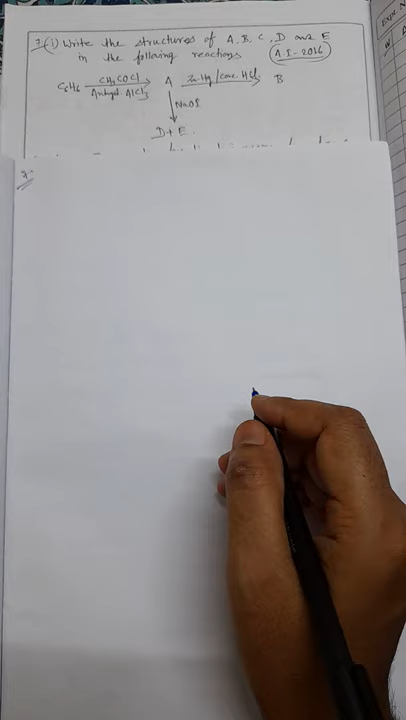 7.(1) Write the structures of A, B, C, D and E
in the following reactions (A.I-2016)
C6H6 CH3COCl Anhyd. AlCl3 A Zn-Hg/conc. HCl B
NaOI
D + E.